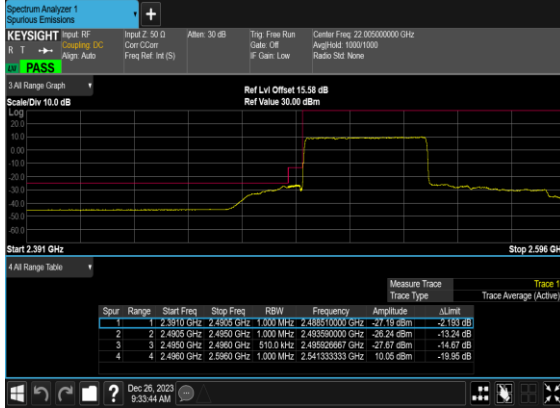 Spectrum Analyzer 1
Spurious Emissions
+
KEYSIGHT Input: RF Input Z: 50 Ω Atten: 30 dB Trig: Free Run Center Freq: 22.005000000 GHz
R T Coupling: DC Corr CCorr Gate: Off Avg|Hold: 1000/1000
Align: Auto Freq Ref: Int (S) IF Gain: Low Radio Std: None
PASS
3 All Range Graph
Ref Lvl Offset 15.58 dB
Scale/Div 10.0 dB Ref Value 30.00 dBm
Log
20.0
10.0
0.00
-10.0
-20.0
-30.0
-40.0
-50.0
-60.0
Start 2.391 GHz Stop 2.596 GH
4 All Range Table
Measure Trace Trace 1
Trace Type Trace Average (Active)
Spur Range Start Freq Stop Freq RBW Frequency Amplitude ΔLimit
1 1 2.3910 GHz 2.4905 GHz 1.000 MHz 2.488510000 GHz -27.19 dBm -2.193 dB
2 2 2.4905 GHz 2.4950 GHz 1.000 MHz 2.493590000 GHz -26.24 dBm -13.24 dB
3 3 2.4950 GHz 2.4960 GHz 510.0 kHz 2.495926667 GHz -27.67 dBm -14.67 dB
4 4 2.4960 GHz 2.5960 GHz 1.000 MHz 2.541333333 GHz 10.05 dBm -19.95 dB
? Dec 26, 2023
9:33:44 AM